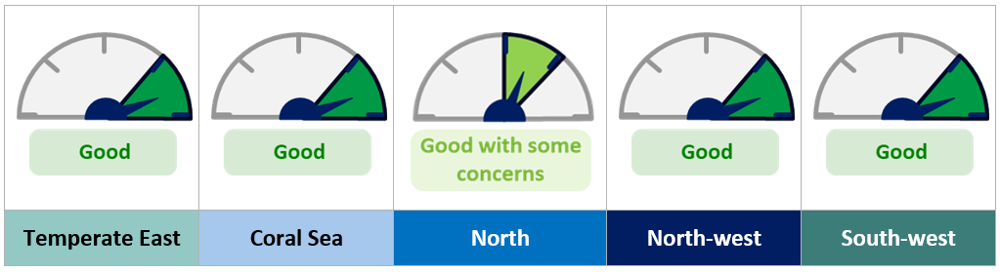 Good
Good
Good with some
concerns
Good
Good
Temperate East
Coral Sea
North
North-west
South-west